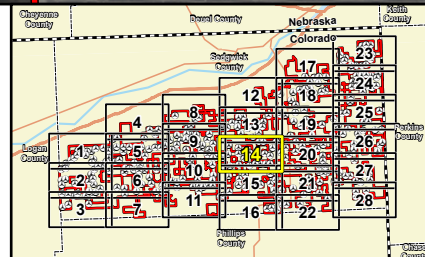 Cheyenne
County
Deuel County
Keith
County
Nebraska
Colorado
Sedgwick
County
23
17
24
12
18
8
25
4
13
19
Perkins
County
9
26
Logan
County
1
5
14
20
10
27
2
6
15
21
28
3
7
11
16
22
Phillips
County
Chase